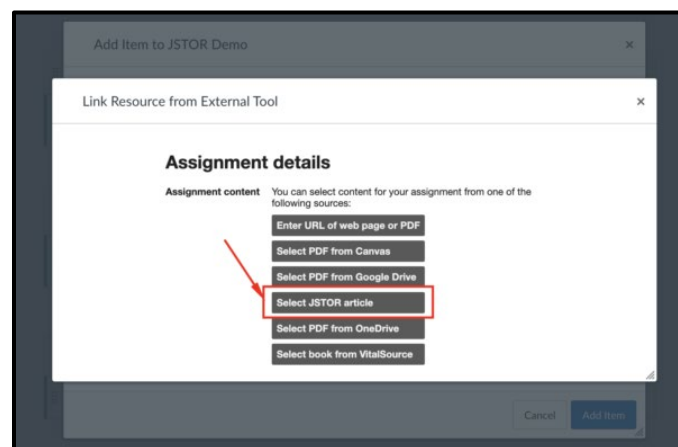 Add Item to JSTOR Demo ×
Link Resource from External Tool ×
Assignment details
Assignment content You can select content for your assignment from one of the
following sources:
Enter URL of web page or PDF
Select PDF from Canvas
Select PDF from Google Drive
Select JSTOR article
Select PDF from OneDrive
Select book from VitalSource
Cancel Add Item